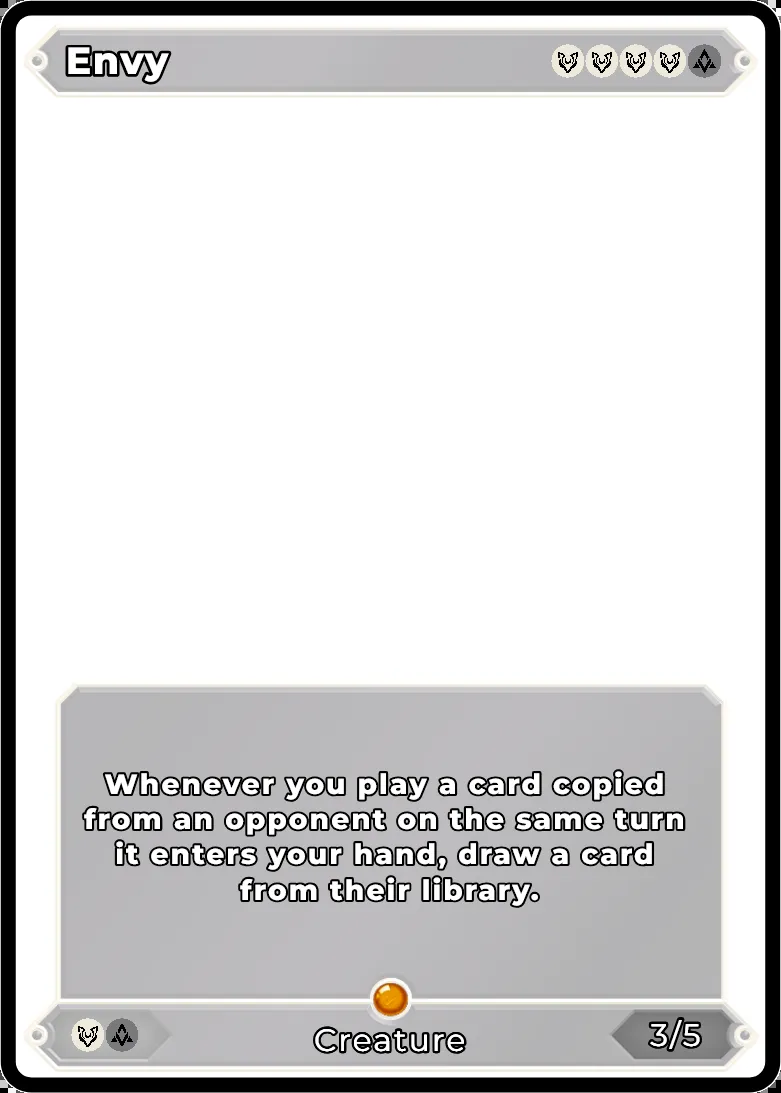 Envy
Whenever you play a card copied
from an opponent on the same turn
it enters your hand, draw a card
from their library.
Creature
3/5